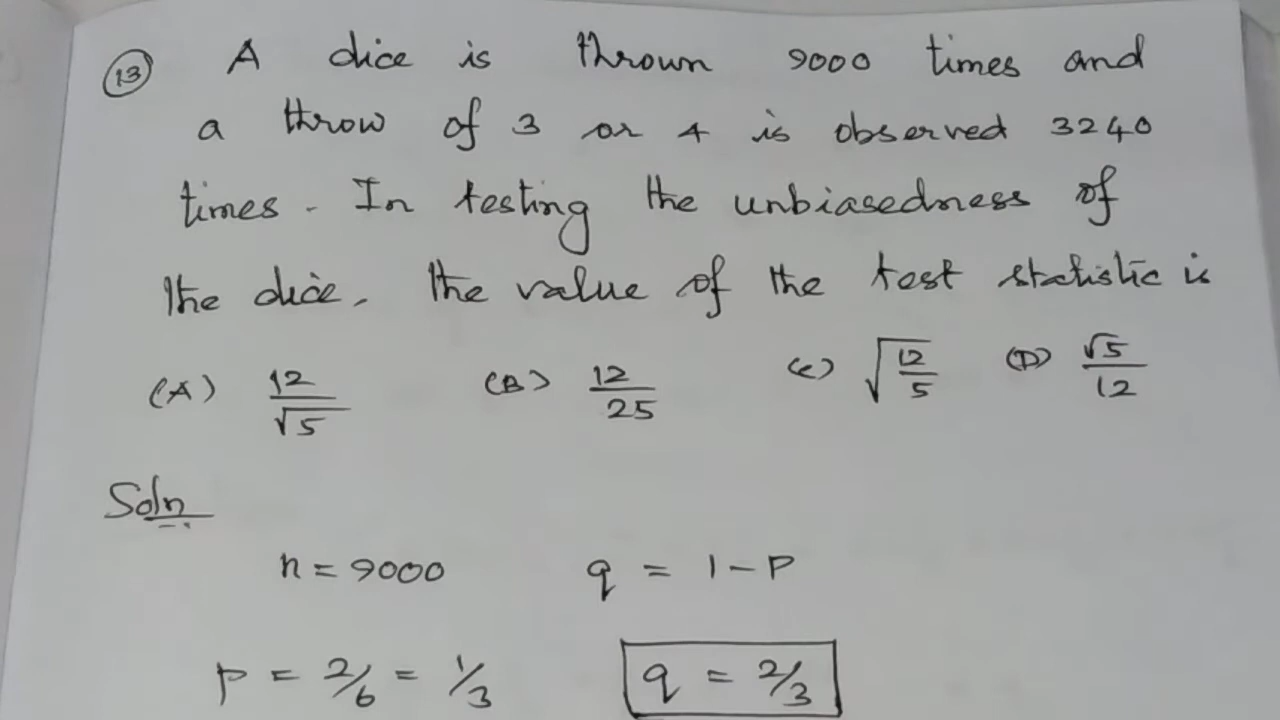 13 A dice is thrown 9000 times and
a throw of 3 or 4 is observed 3240
times. In testing the unbiasedness of
the dice, the value of the test statistic is
(A) 12/√5 (B) 12/25 (C) √(12/5) (D) √5/12
Soln
n = 9000 q = 1 - P
p = 2/6 = 1/3 q = 2/3